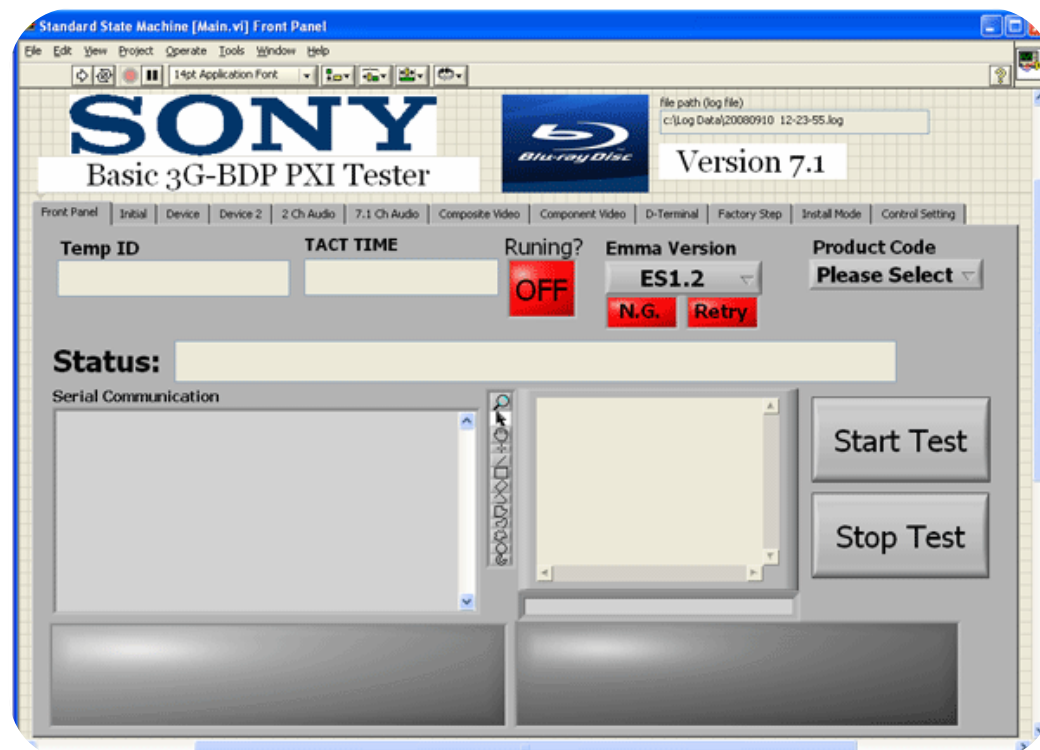 Standard State Machine [Main.vi] Front Panel
File Edit View Project Operate Tools Window Help
14pt Application Font
SONY
Basic 3G-BDP PXI Tester
Blu-ray Disc
file path (log file)
c:\Log Data\20080910 12-23-55.log
Version 7.1
Front Panel Initial Device Device 2 2 Ch Audio 7.1 Ch Audio Composite Video Component Video D-Terminal Factory Step Install Mode Control Setting
Temp ID TACT TIME Runing? Emma Version Product Code
OFF ES1.2 Please Select
N.G. Retry
Status:
Serial Communication
Start Test
Stop Test